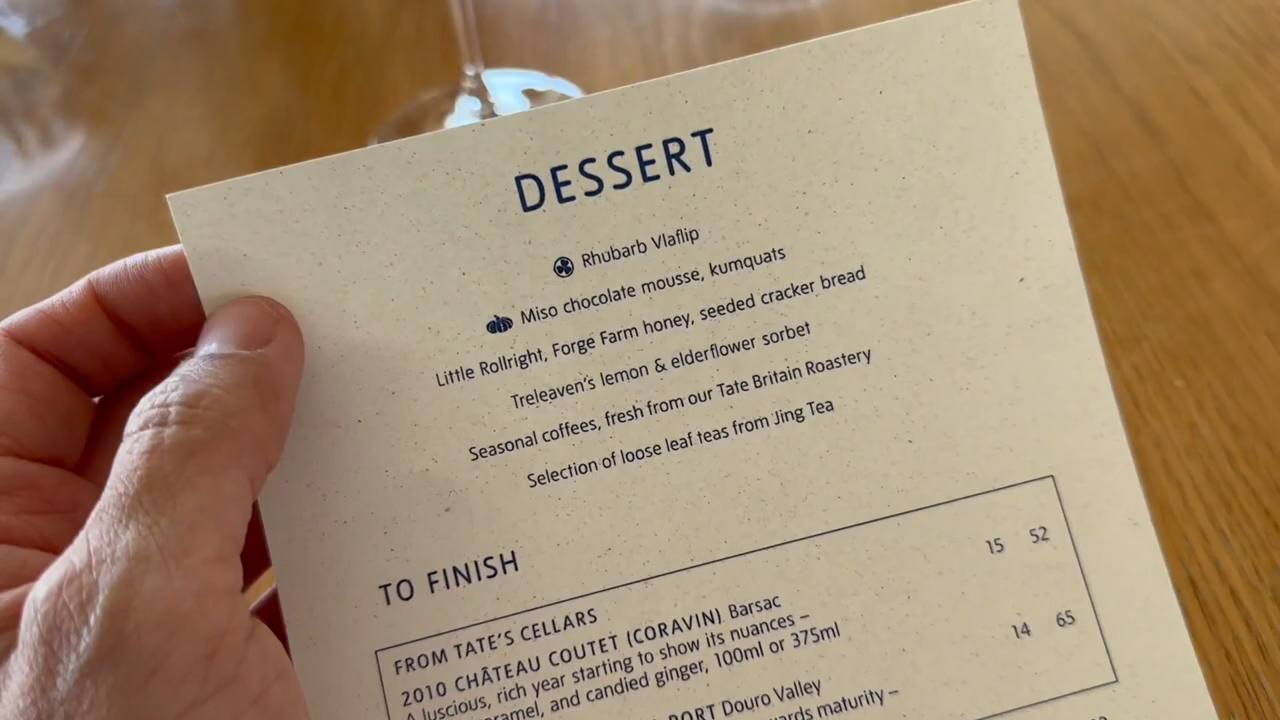 DESSERT
Rhubarb Vlaflip
Miso chocolate mousse, kumquats
Little Rollright, Forge Farm honey, seeded cracker bread
Treleaven's lemon & elderflower sorbet
Seasonal coffees, fresh from our Tate Britain Roastery
Selection of loose leaf teas from Jing Tea
TO FINISH
FROM TATE'S CELLARS
2010 CHÂTEAU COUTET (CORAVIN) Barsac 15 52
A luscious, rich year starting to show its nuances –
and candied ginger, 100ml or 375ml
PORT Douro Valley 14 65
maturity –